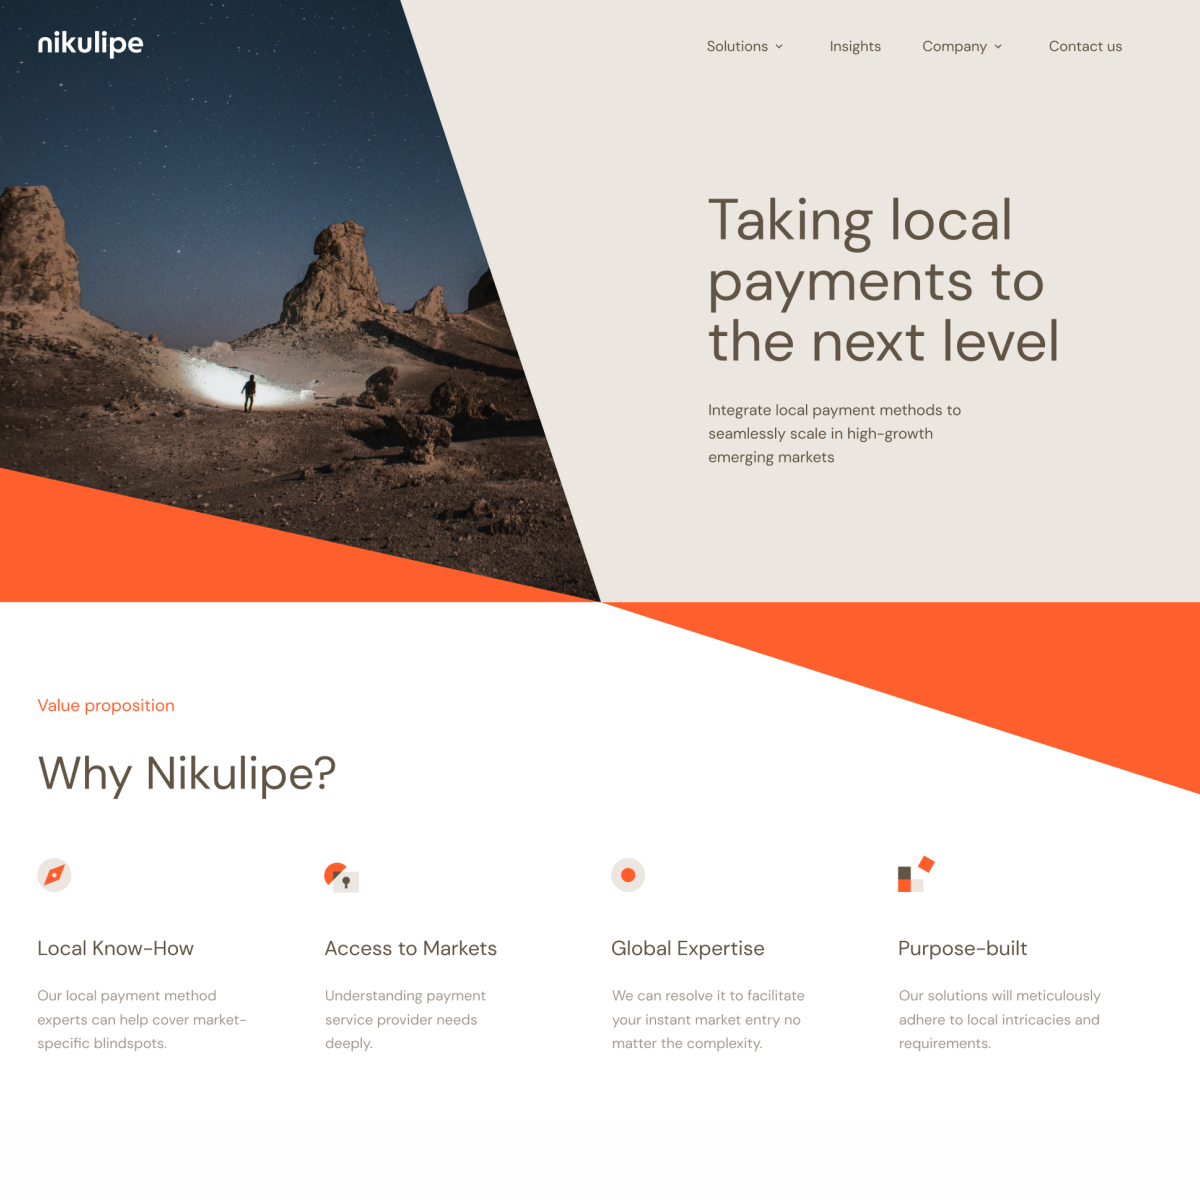 nikulipe
Solutions
Insights
Company
Contact us
Taking local
payments to
the next level
Integrate local payment methods to
seamlessly scale in high-growth
emerging markets
Value proposition
Why Nikulipe?
Local Know-How
Our local payment method
experts can help cover market-
specific blindspots.
Access to Markets
Understanding payment
service provider needs
deeply.
Global Expertise
We can resolve it to facilitate
your instant market entry no
matter the complexity.
Purpose-built
Our solutions will meticulously
adhere to local intricacies and
requirements.